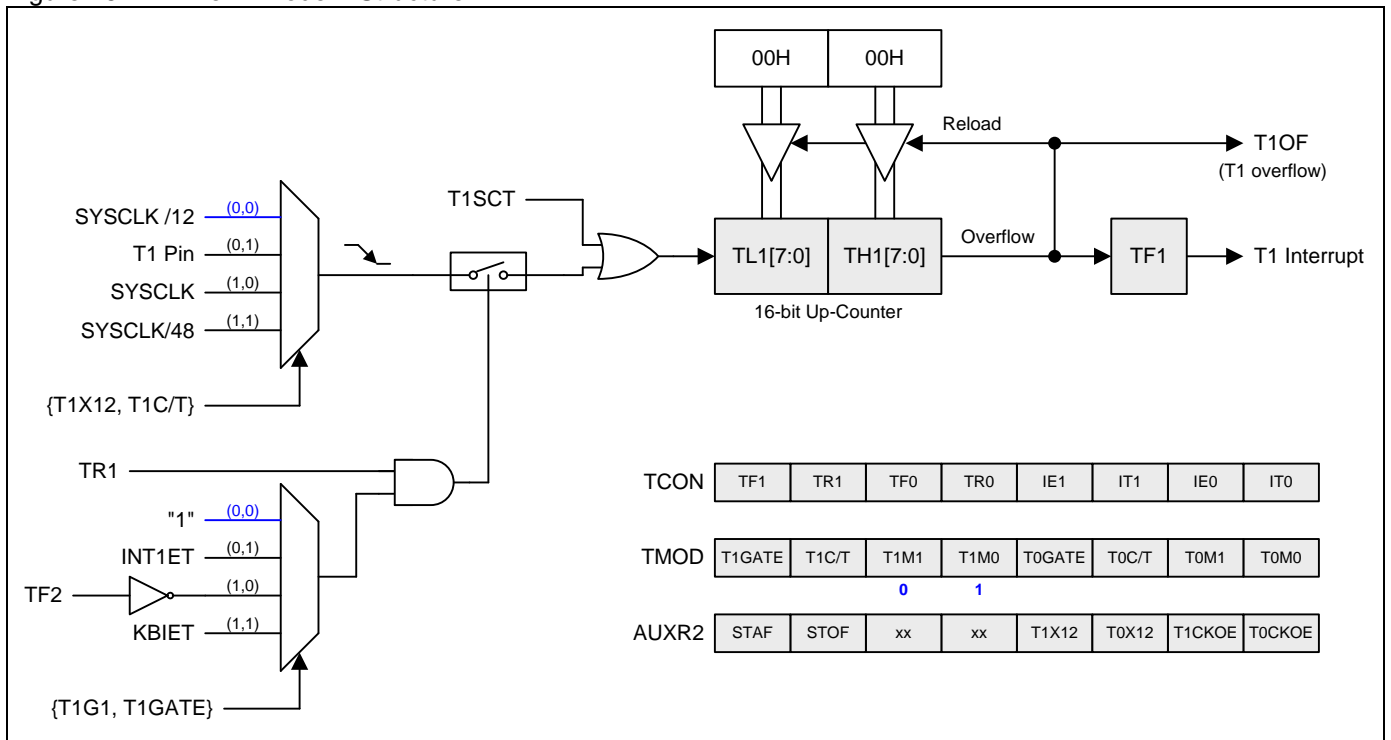 00H 00H
Reload
T1OF
(T1 overflow)
T1SCT
SYSCLK /12 (0,0)
T1 Pin (0,1)
SYSCLK (1,0)
SYSCLK/48 (1,1)
TL1[7:0] TH1[7:0]
Overflow
TF1
T1 Interrupt
16-bit Up-Counter
{T1X12, T1C/T}
TR1
"1" (0,0)
INT1ET (0,1)
TF2 (1,0)
KBIET (1,1)
{T1G1, T1GATE}
TCON TF1 TR1 TF0 TR0 IE1 IT1 IE0 IT0
TMOD T1GATE T1C/T T1M1 T1M0 T0GATE T0C/T T0M1 T0M0
0 1
AUXR2 STAF STOF xx xx T1X12 T0X12 T1CKOE T0CKOE